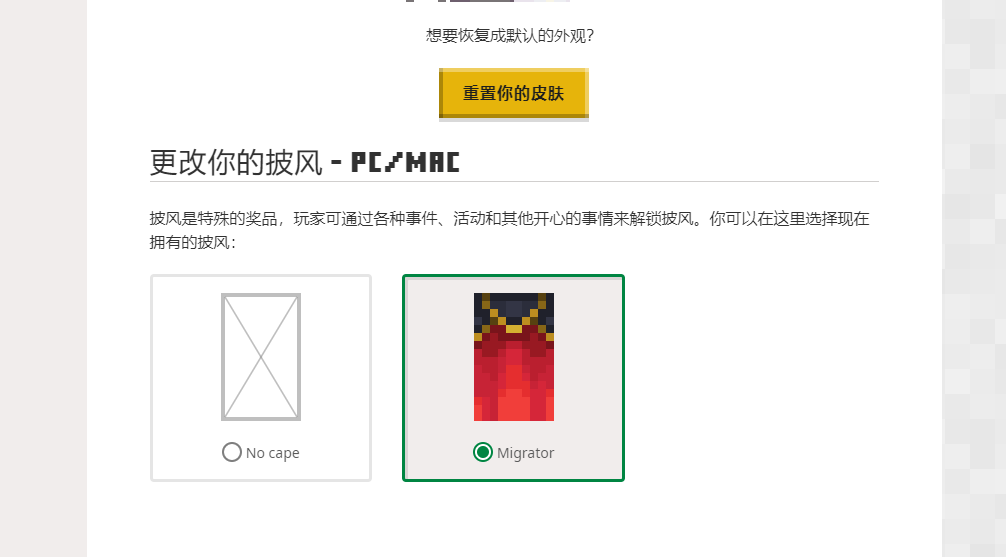 想要恢复成默认的外观?
重置你的皮肤
更改你的披风 - PC/MAC
披风是特殊的奖品，玩家可通过各种事件、活动和其他开心的事情来解锁披风。你可以在这里选择现在
拥有的披风：
No cape
Migrator